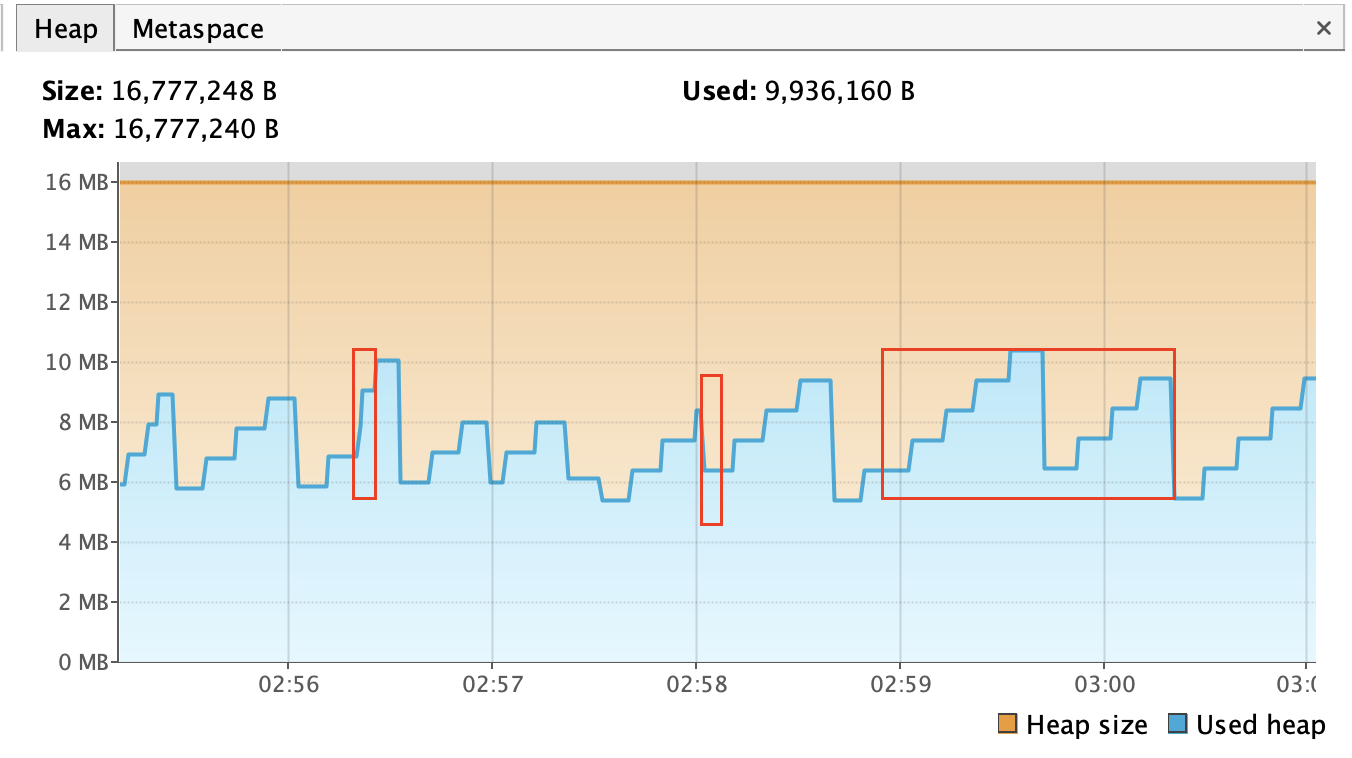 Heap Metaspace ×
Size: 16,777,248 B Used: 9,936,160 B
Max: 16,777,240 B
16 MB
14 MB
12 MB
10 MB
8 MB
6 MB
4 MB
2 MB
0 MB
02:56 02:57 02:58 02:59 03:00
Heap size Used heap